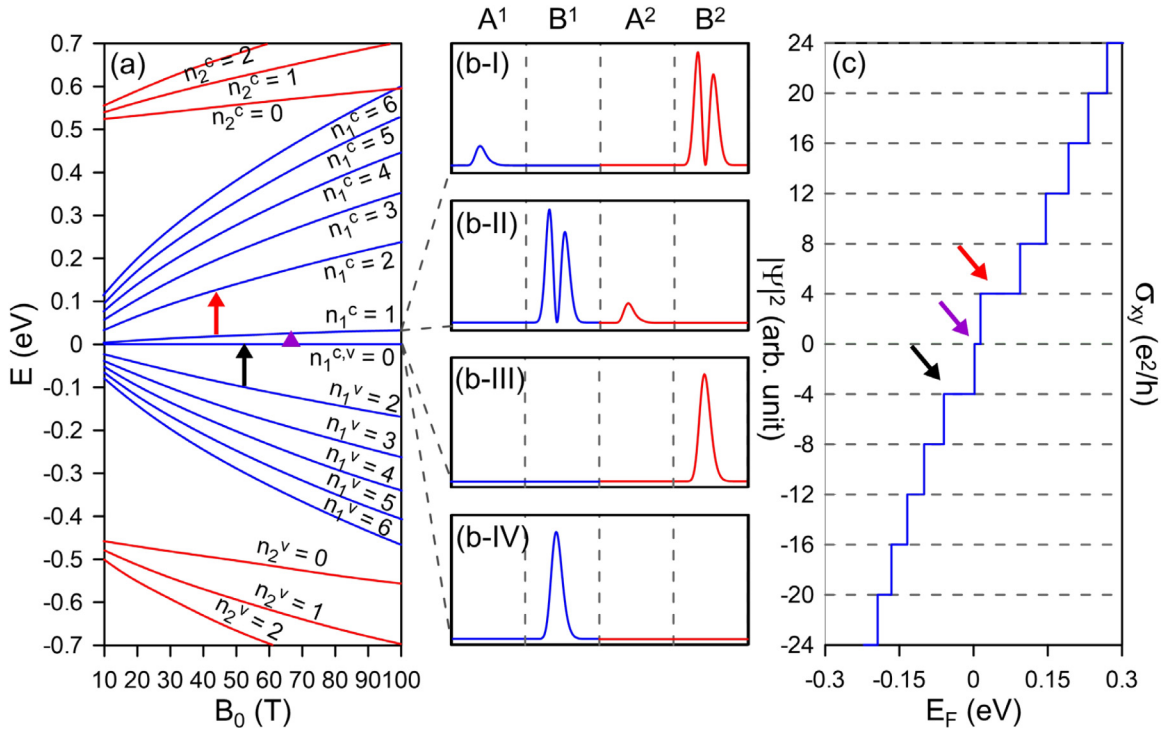 A¹ B¹ A² B²
(a)
0.7
0.6
0.5
0.4
0.3
0.2
0.1
0
-0.1
-0.2
-0.3
-0.4
-0.5
-0.6
-0.7
E (eV)
n₂ᶜ = 2
n₂ᶜ = 1
n₂ᶜ = 0
n₁ᶜ = 6
n₁ᶜ = 5
n₁ᶜ = 4
n₁ᶜ = 3
n₁ᶜ = 2
n₁ᶜ = 1
n₁ᶜ,ᵛ = 0
n₁ᵛ = 2
n₁ᵛ = 3
n₁ᵛ = 4
n₁ᵛ = 5
n₁ᵛ = 6
n₂ᵛ = 0
n₂ᵛ = 1
n₂ᵛ = 2
10 20 30 40 50 60 70 80 90 100
B₀ (T)
(b-I)
(b-II)
(b-III)
(b-IV)
|Ψ|² (arb. unit)
(c)
24
20
16
12
8
4
0
-4
-8
-12
-16
-20
-24
-0.3 -0.15 0 0.15 0.3
E_F (eV)
σ_xy (e²/h)